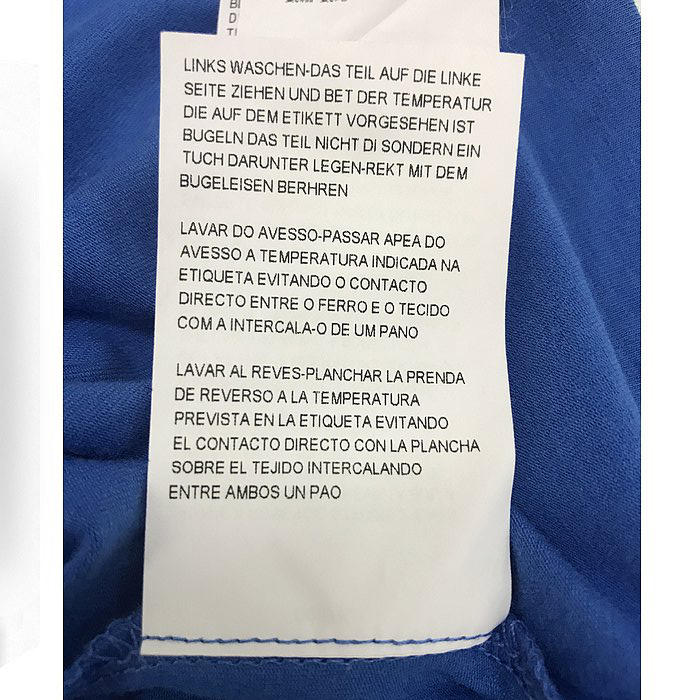 LINKS WASCHEN-DAS TEIL AUF DIE LINKE
SEITE ZIEHEN UND BET DER TEMPERATUR
DIE AUF DEM ETIKETT VORGESEHEN IST
BUGELN DAS TEIL NICHT DI SONDERN EIN
TUCH DARUNTER LEGEN-REKT MIT DEM
BUGELEISEN BERHREN
LAVAR DO AVESSO-PASSAR APEA DO
AVESSO A TEMPERATURA INDICADA NA
ETIQUETA EVITANDO O CONTACTO
DIRECTO ENTRE O FERRO E O TECIDO
COM A INTERCALA-O DE UM PANO
LAVAR AL REVES-PLANCHAR LA PRENDA
DE REVERSO A LA TEMPERATURA
PREVISTA EN LA ETIQUETA EVITANDO
EL CONTACTO DIRECTO CON LA PLANCHA
SOBRE EL TEJIDO INTERCALANDO
ENTRE AMBOS UN PAO